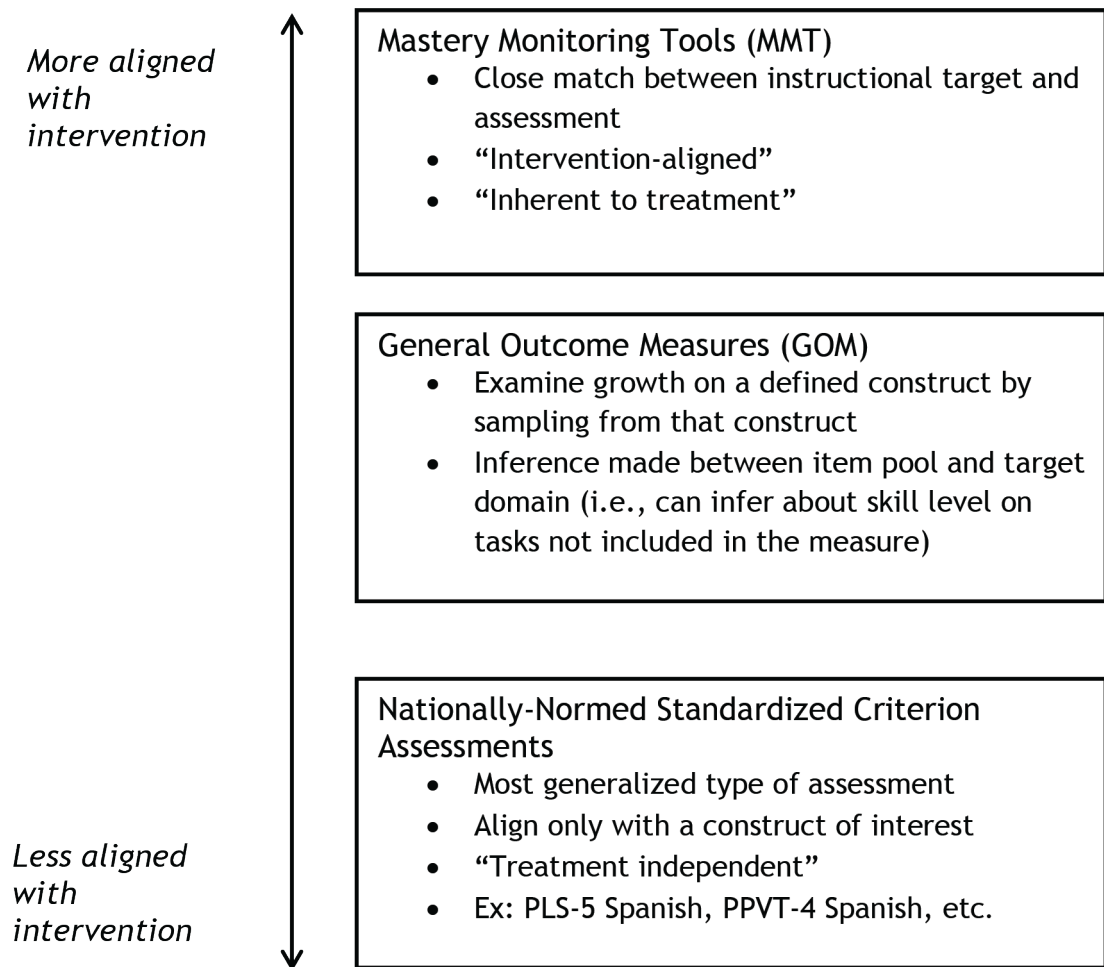 More aligned
with
intervention
Mastery Monitoring Tools (MMT)
• Close match between instructional target and
assessment
• “Intervention-aligned”
• “Inherent to treatment”
General Outcome Measures (GOM)
• Examine growth on a defined construct by
sampling from that construct
• Inference made between item pool and target
domain (i.e., can infer about skill level on
tasks not included in the measure)
Nationally-Normed Standardized Criterion
Assessments
• Most generalized type of assessment
• Align only with a construct of interest
• “Treatment independent”
• Ex: PLS-5 Spanish, PPVT-4 Spanish, etc.
Less aligned
with
intervention